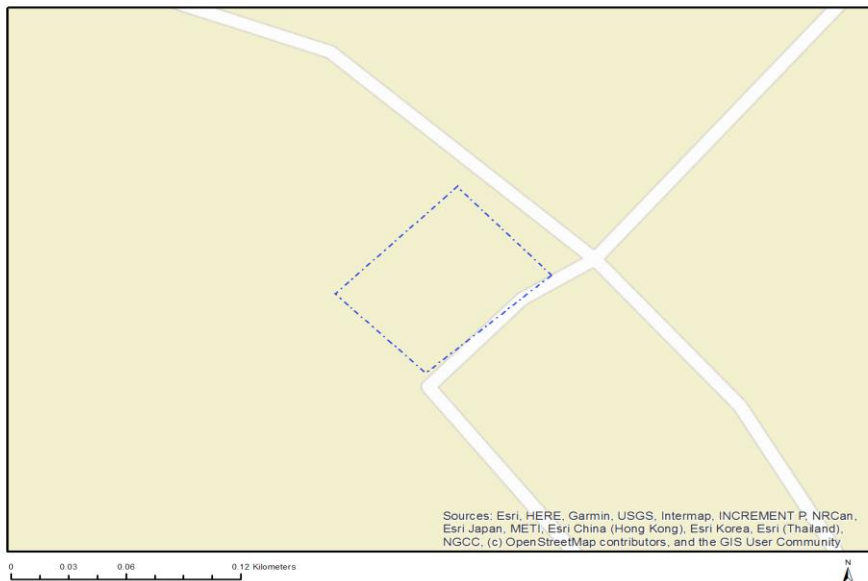 Sources: Esri, HERE, Garmin, USGS, Intermap, INCREMENT P, NRCan,
Esri Japan, METI, Esri China (Hong Kong), Esri Korea, Esri (Thailand),
NGCC, (c) OpenStreetMap contributors, and the GIS User Community
0 0.03 0.06 0.12 Kilometers
N